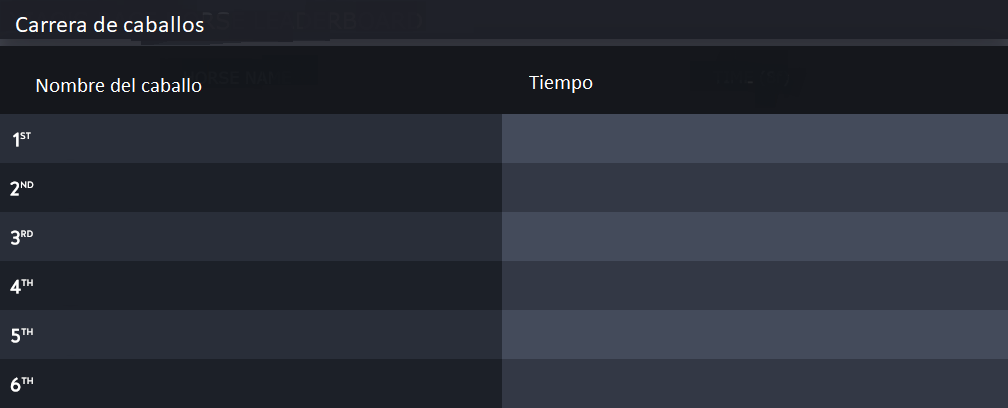 Carrera de caballos
Nombre del caballo Tiempo
1ST
2ND
3RD
4TH
5TH
6TH